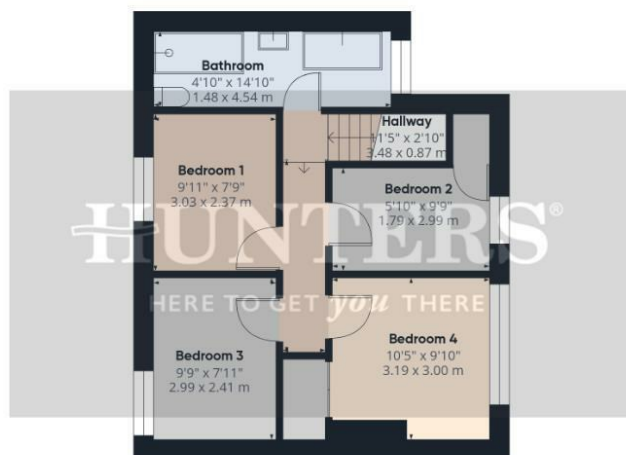 Bathroom
4'10" x 14'10"
1.48 x 4.54 m
Hallway
11'5" x 2'10"
3.48 x 0.87 m
Bedroom 1
9'11" x 7'9"
3.03 x 2.37 m
Bedroom 2
5'10" x 9'9"
1.79 x 2.99 m
HUNTERS®
HERE TO GET you THERE
Bedroom 3
9'9" x 7'11"
2.99 x 2.41 m
Bedroom 4
10'5" x 9'10"
3.19 x 3.00 m